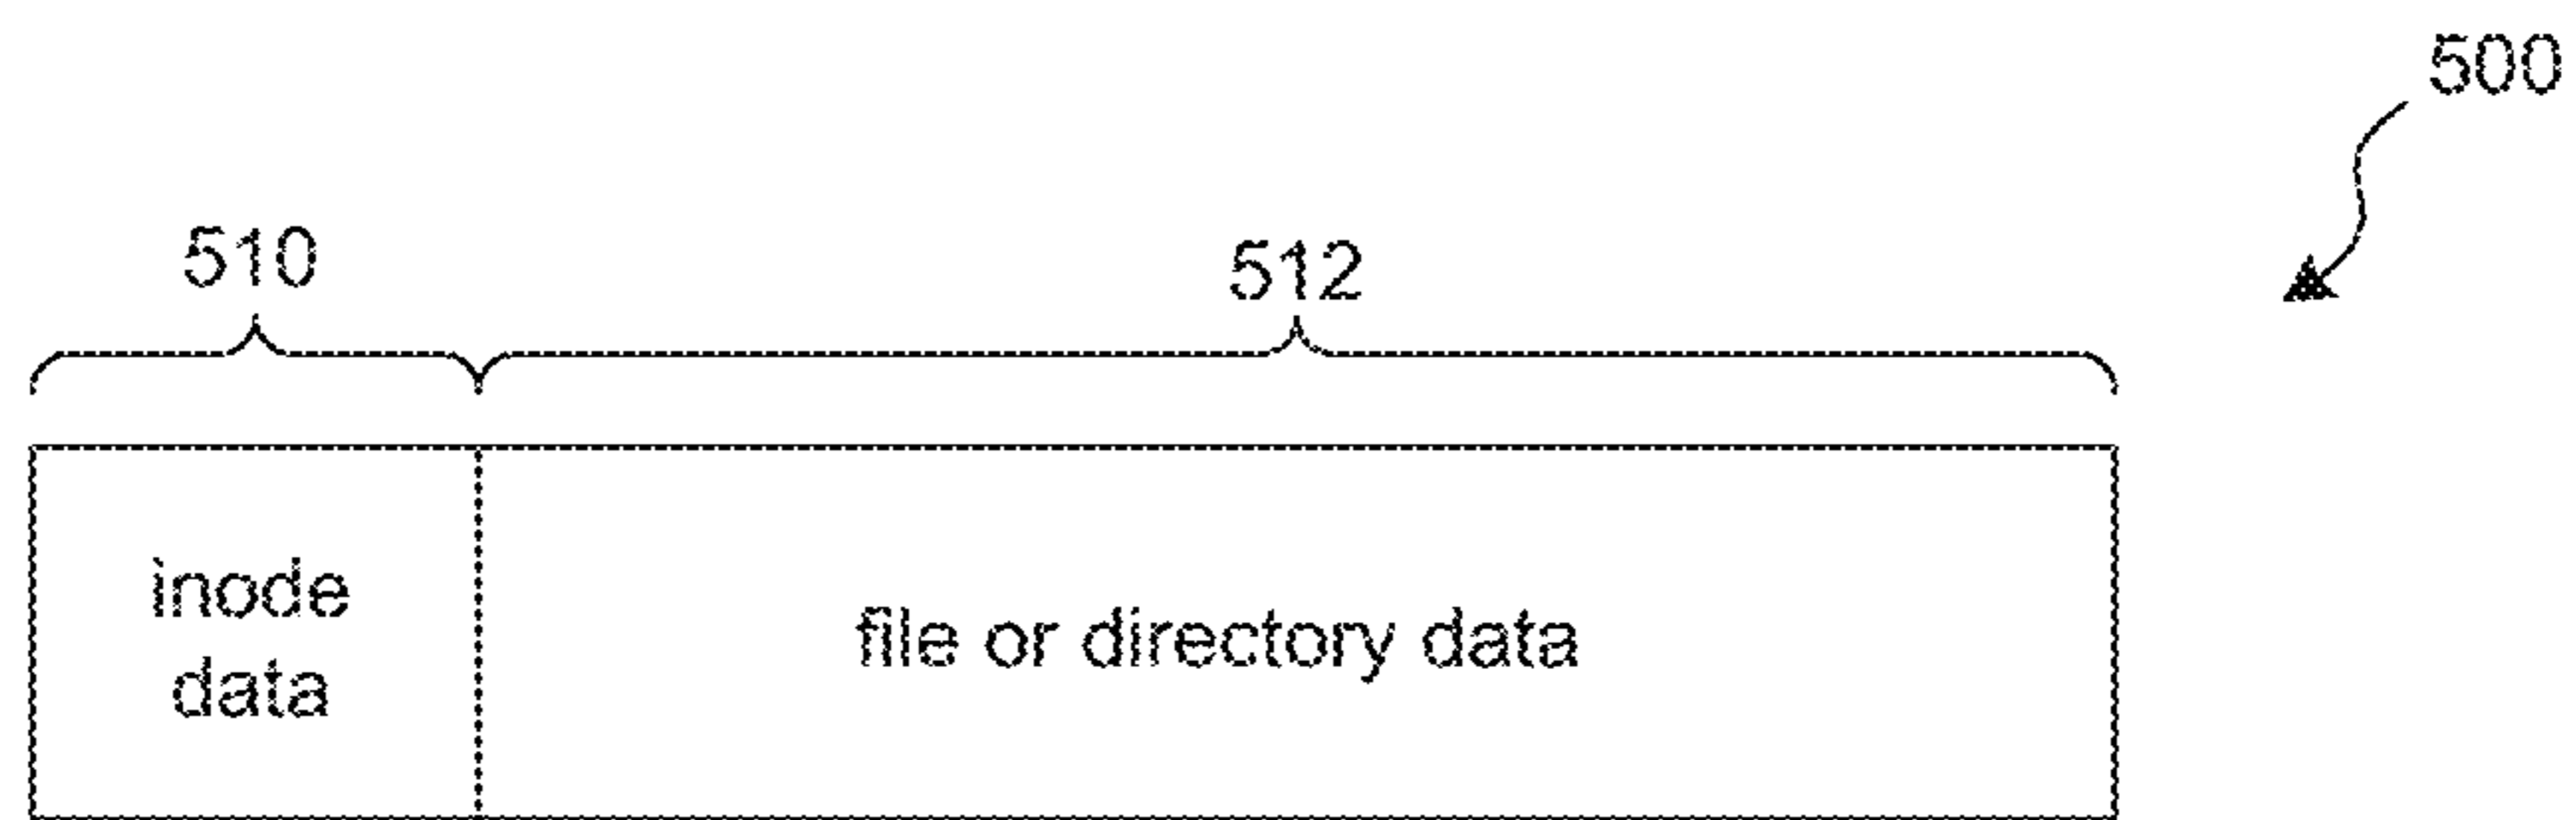 500
510
512
inode
data
file or directory data